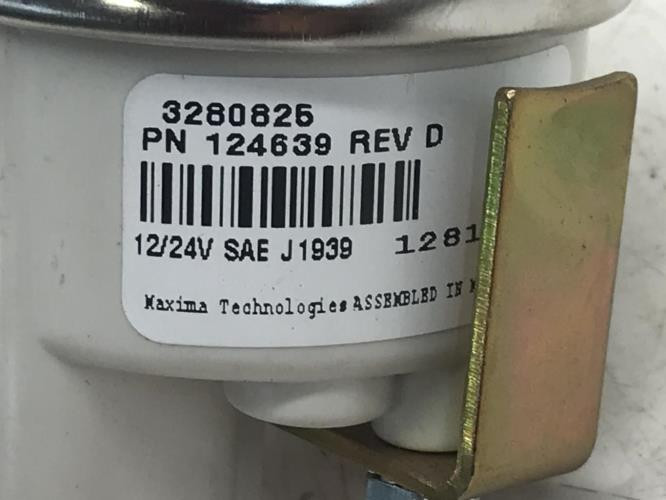 3280825
PN 124639 REV D
12/24V SAE J1939 1281
Maxima Technologies ASSEMBLED IN